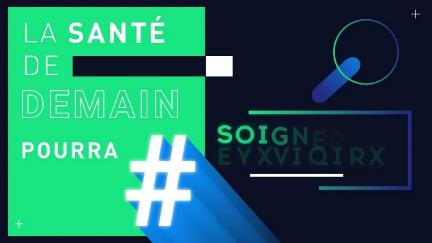 LA SANTÉ
DE
DEMAIN
POURRA
#
SOIGNER
EYXVIQIRX